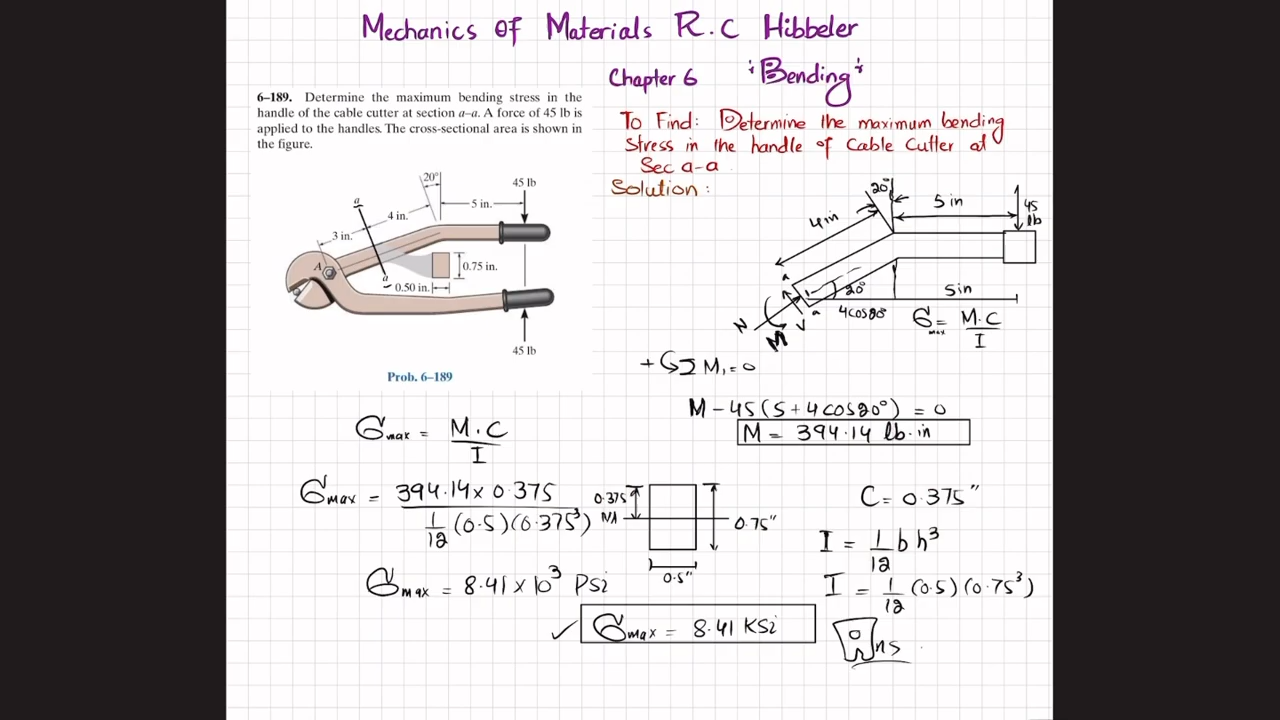 Mechanics Of Materials R.C Hibbeler
Chapter 6 "Bending"
6–189. Determine the maximum bending stress in the
handle of the cable cutter at section a–a. A force of 45 lb is
applied to the handles. The cross-sectional area is shown in
the figure.
20°
45 lb
a
4 in.
5 in.
3 in.
A
0.75 in.
a
0.50 in.
45 lb
Prob. 6–189
To Find: Determine the maximum bending
Stress in the handle of Cable Cutter at
Sec a-a
Solution:
20°
5 in
45
lb
4 in
a
20°
a
4cos20°
5in
N
M
V
σmax = M.C / I
+ ↺ Σ M₁ = 0
M - 45 (5 + 4cos20°) = 0
M = 394.14 lb.in
σmax = M.C / I
σmax = 394.14 x 0.375 / 1/12 (0.5)(0.375³)
0.375"
NA
0.75"
0.5"
C = 0.375"
I = 1/12 b h³
I = 1/12 (0.5)(0.75³)
σmax = 8.41 x 10³ Psi
✓ σmax = 8.41 KSi
Ans